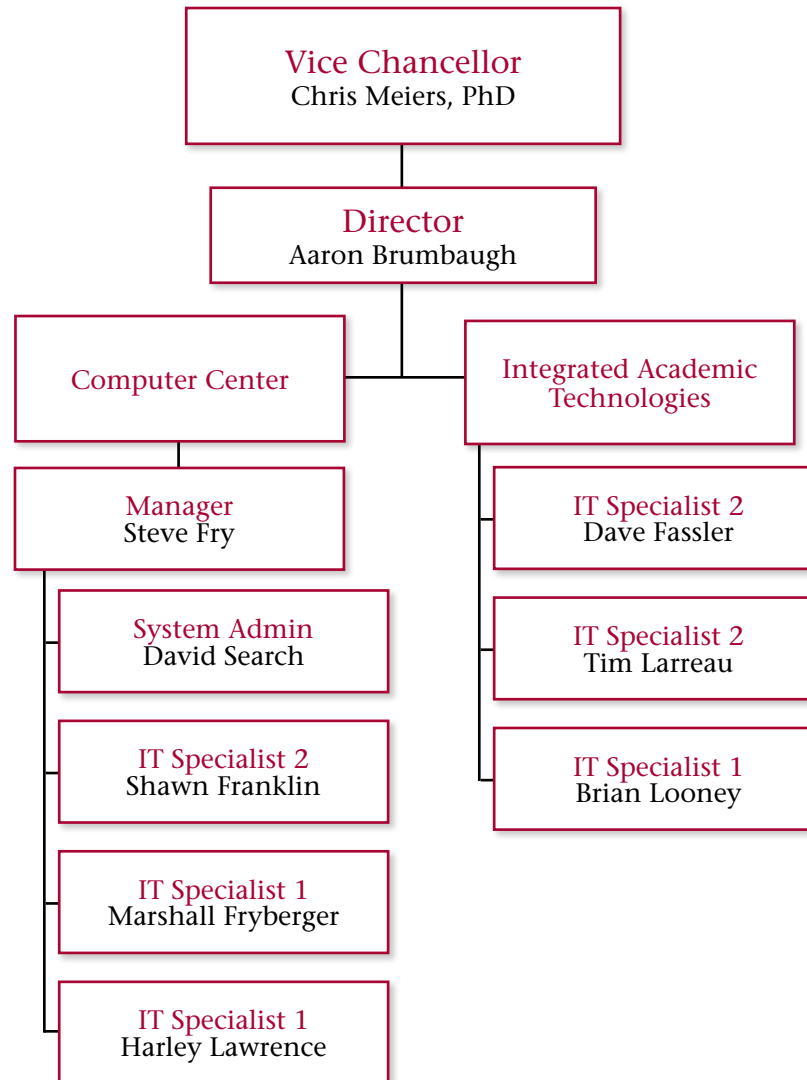 Vice Chancellor
Chris Meiers, PhD
Director
Aaron Brumbaugh
Computer Center
Manager
Steve Fry
System Admin
David Search
IT Specialist 2
Shawn Franklin
IT Specialist 1
Marshall Fryberger
IT Specialist 1
Harley Lawrence
Integrated Academic
Technologies
IT Specialist 2
Dave Fassler
IT Specialist 2
Tim Larreau
IT Specialist 1
Brian Looney